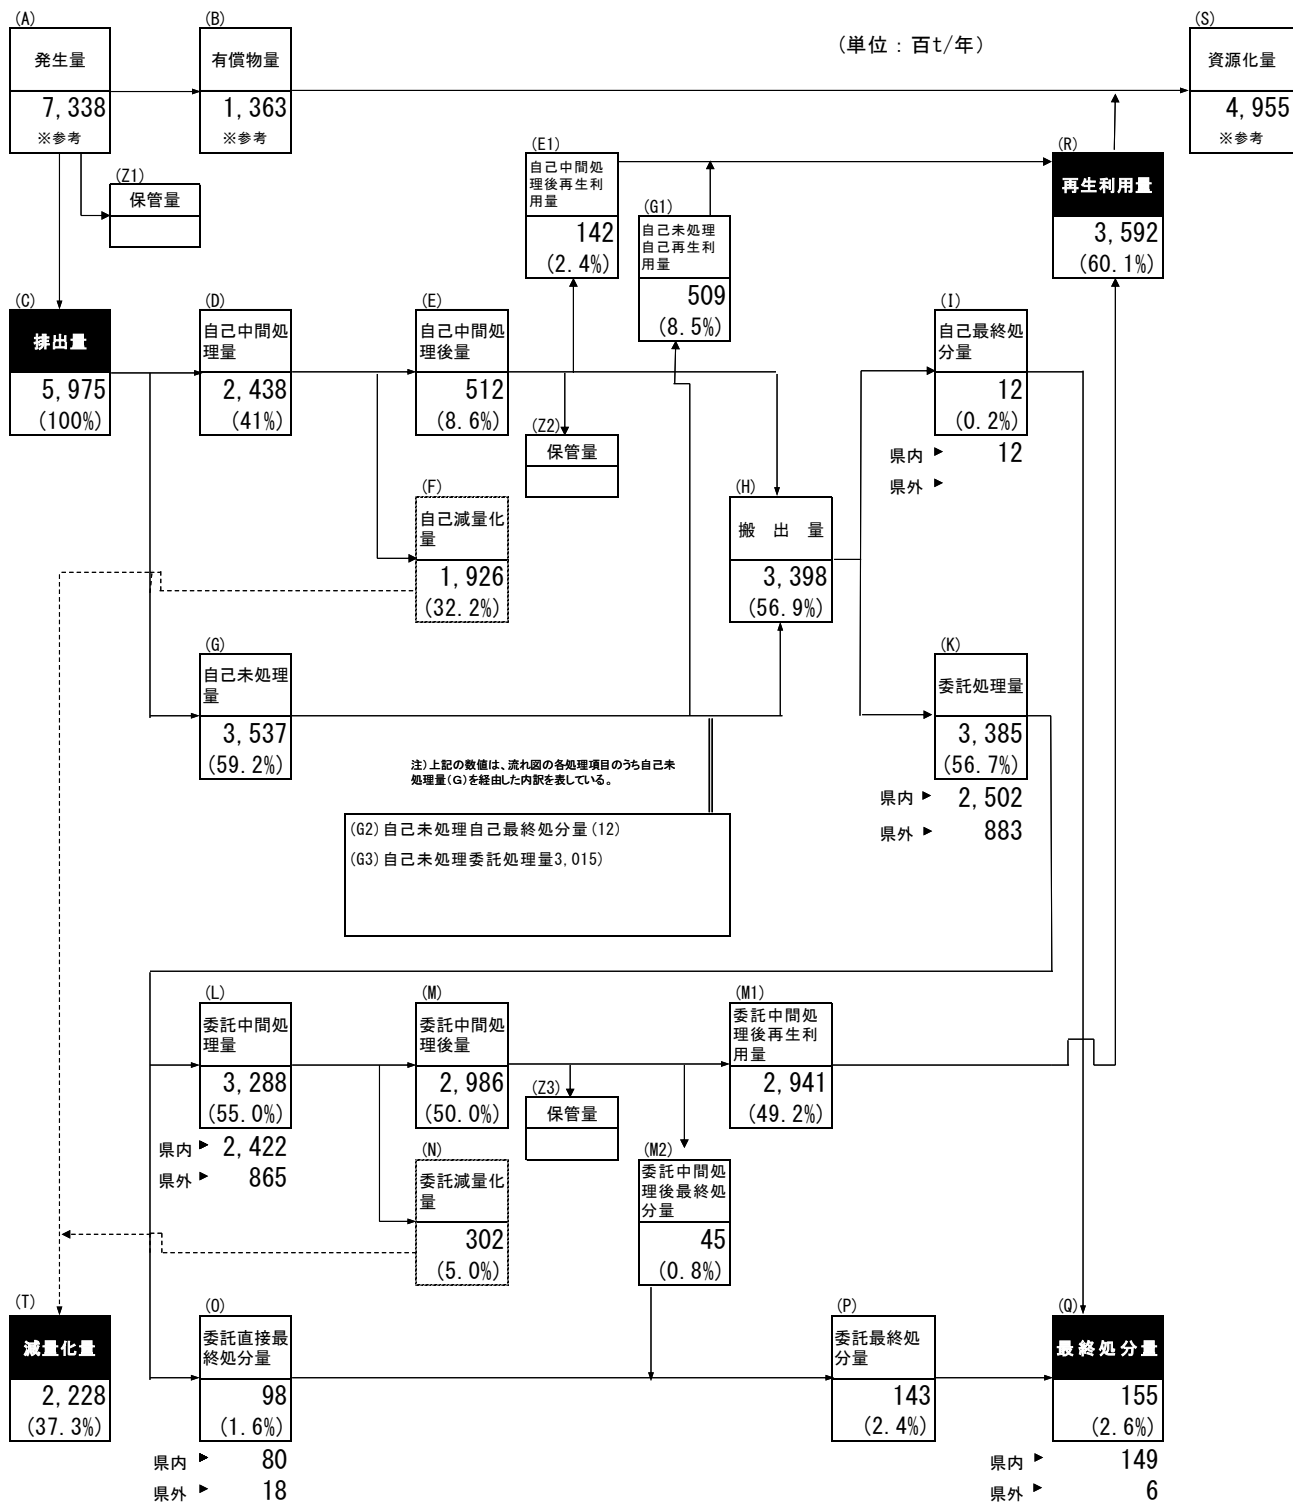 (単位：百t/年)
(A)
発生量
7,338
※参考
(B)
有償物量
1,363
※参考
(S)
資源化量
4,955
※参考
(Z1)
保管量
(E1)
自己中間処
理後再生利
用量
142
(2.4%)
(G1)
自己未処理
自己再生利
用量
509
(8.5%)
(R)
再生利用量
3,592
(60.1%)
(C)
排出量
5,975
(100%)
(D)
自己中間処
理量
2,438
(41%)
(E)
自己中間処
理後量
512
(8.6%)
(Z2)
保管量
(I)
自己最終処
分量
12
(0.2%)
県内 ▶ 12
県外 ▶
(F)
自己減量化
量
1,926
(32.2%)
(H)
搬出量
3,398
(56.9%)
(G)
自己未処理
量
3,537
(59.2%)
(K)
委託処理量
3,385
(56.7%)
県内 ▶ 2,502
県外 ▶ 883
注)上記の数値は、流れ図の各処理項目のうち自己未
処理量(G)を経由した内訳を表している。
(G2)自己未処理自己最終処分量(12)
(G3)自己未処理委託処理量3,015)
(L)
委託中間処
理量
3,288
(55.0%)
県内 ▶ 2,422
県外 ▶ 865
(M)
委託中間処
理後量
2,986
(50.0%)
(Z3)
保管量
(M1)
委託中間処
理後再生利
用量
2,941
(49.2%)
(N)
委託減量化
量
302
(5.0%)
(M2)
委託中間処
理後最終処
分量
45
(0.8%)
(T)
減量化量
2,228
(37.3%)
(O)
委託直接最
終処分量
98
(1.6%)
県内 ▶ 80
県外 ▶ 18
(P)
委託最終処
分量
143
(2.4%)
(Q)
最終処分量
155
(2.6%)
県内 ▶ 149
県外 ▶ 6